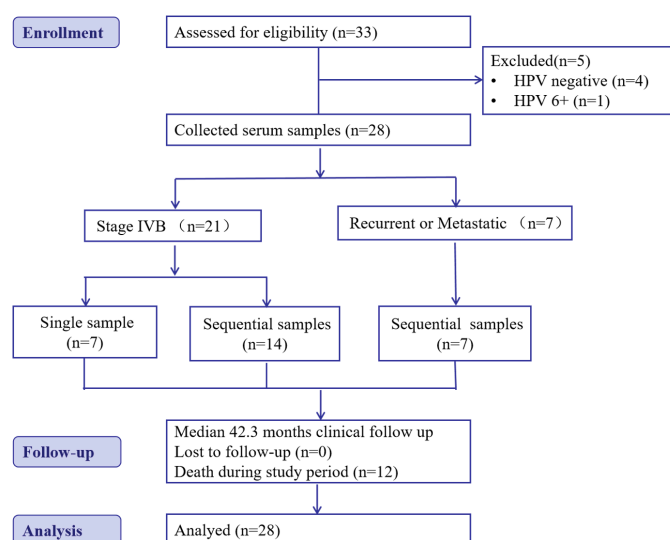 Enrollment
Assessed for eligibility (n=33)
Excluded(n=5)
• HPV negative (n=4)
• HPV 6+ (n=1)
Collected serum samples (n=28)
Stage IVB （n=21）
Recurrent or Metastatic （n=7）
Single sample
(n=7)
Sequential samples
(n=14)
Sequential samples
(n=7)
Follow-up
Median 42.3 months clinical follow up
Lost to follow-up (n=0)
Death during study period (n=12)
Analysis
Analyed (n=28)